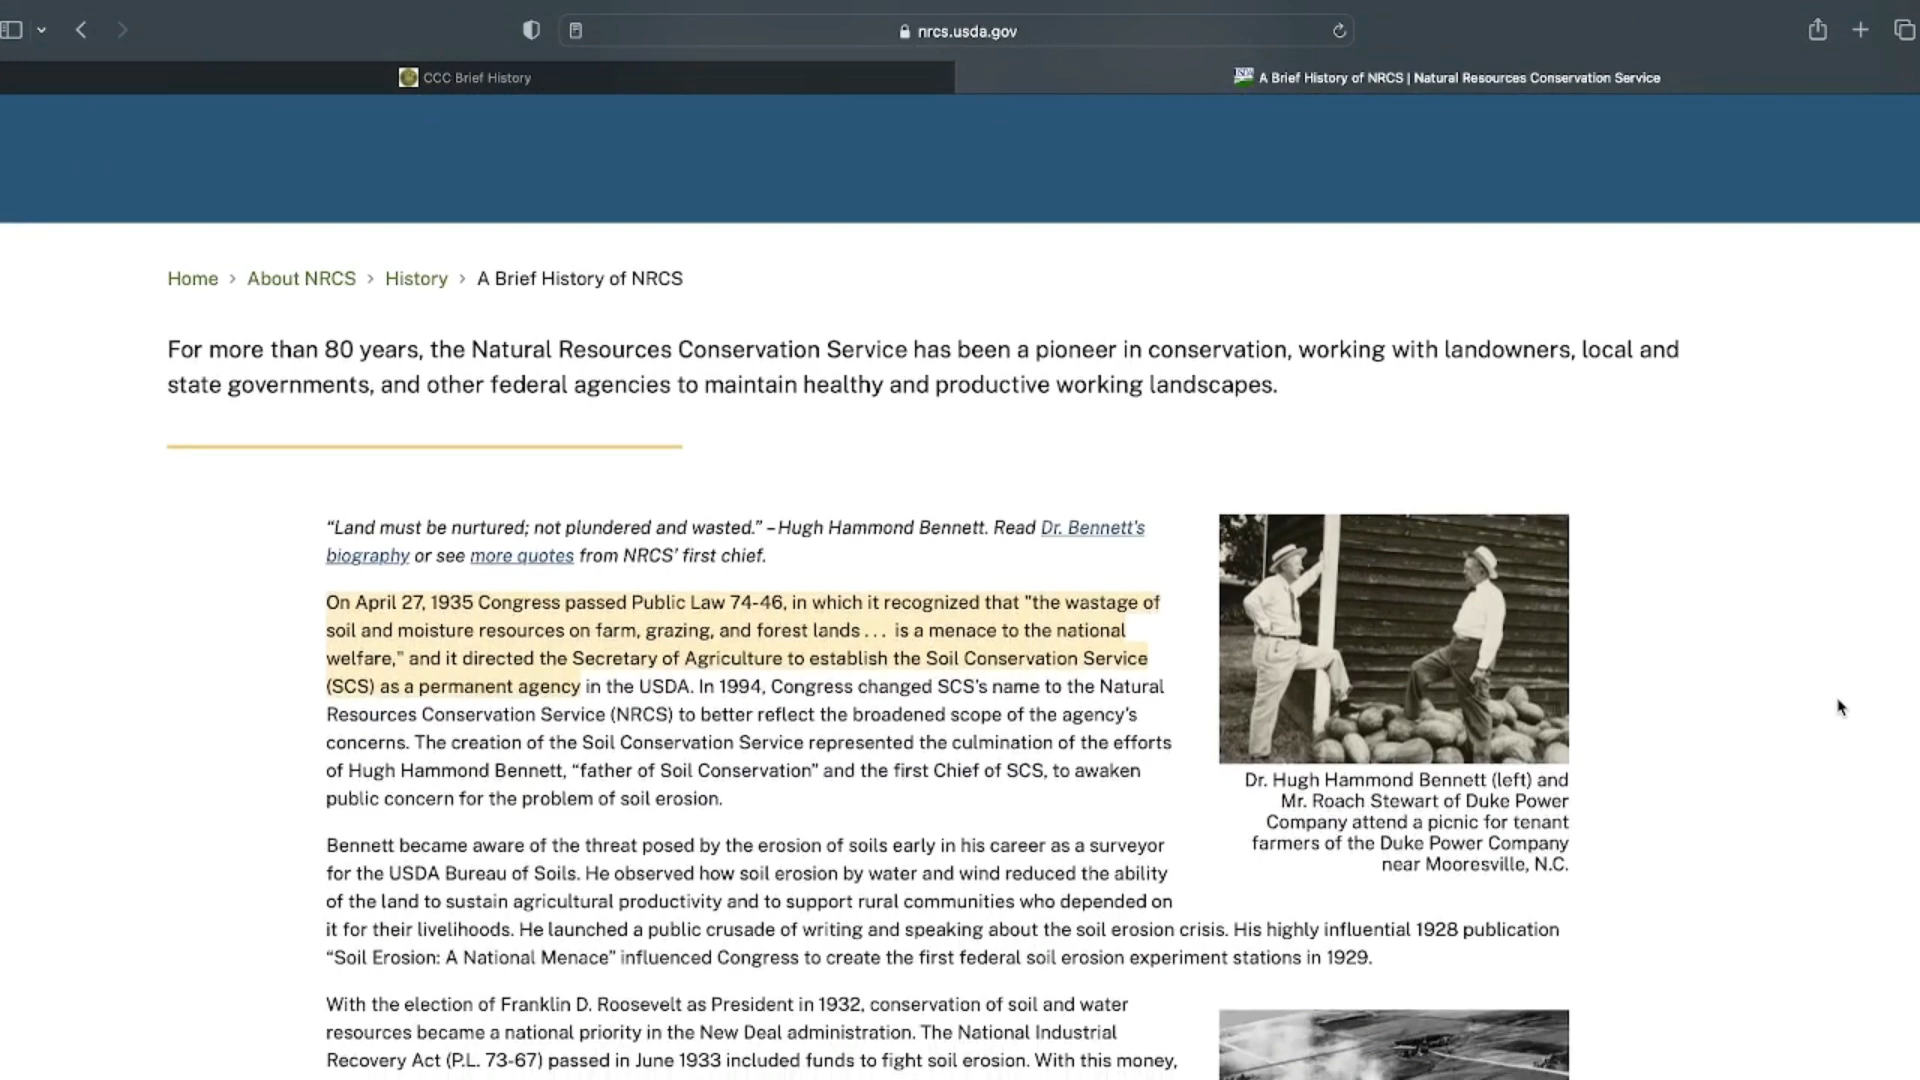 nrcs.usda.gov
CCC Brief History
A Brief History of NRCS | Natural Resources Conservation Service
Home > About NRCS > History > A Brief History of NRCS
For more than 80 years, the Natural Resources Conservation Service has been a pioneer in conservation, working with landowners, local and
state governments, and other federal agencies to maintain healthy and productive working landscapes.
“Land must be nurtured; not plundered and wasted.” – Hugh Hammond Bennett. Read Dr. Bennett's
biography or see more quotes from NRCS’ first chief.
On April 27, 1935 Congress passed Public Law 74-46, in which it recognized that "the wastage of
soil and moisture resources on farm, grazing, and forest lands . . . is a menace to the national
welfare,” and it directed the Secretary of Agriculture to establish the Soil Conservation Service
(SCS) as a permanent agency in the USDA. In 1994, Congress changed SCS’s name to the Natural
Resources Conservation Service (NRCS) to better reflect the broadened scope of the agency’s
concerns. The creation of the Soil Conservation Service represented the culmination of the efforts
of Hugh Hammond Bennett, “father of Soil Conservation” and the first Chief of SCS, to awaken
public concern for the problem of soil erosion.
Dr. Hugh Hammond Bennett (left) and
Mr. Roach Stewart of Duke Power
Company attend a picnic for tenant
farmers of the Duke Power Company
near Mooresville, N.C.
Bennett became aware of the threat posed by the erosion of soils early in his career as a surveyor
for the USDA Bureau of Soils. He observed how soil erosion by water and wind reduced the ability
of the land to sustain agricultural productivity and to support rural communities who depended on
it for their livelihoods. He launched a public crusade of writing and speaking about the soil erosion crisis. His highly influential 1928 publication
“Soil Erosion: A National Menace” influenced Congress to create the first federal soil erosion experiment stations in 1929.
With the election of Franklin D. Roosevelt as President in 1932, conservation of soil and water
resources became a national priority in the New Deal administration. The National Industrial
Recovery Act (P.L. 73-67) passed in June 1933 included funds to fight soil erosion. With this money,